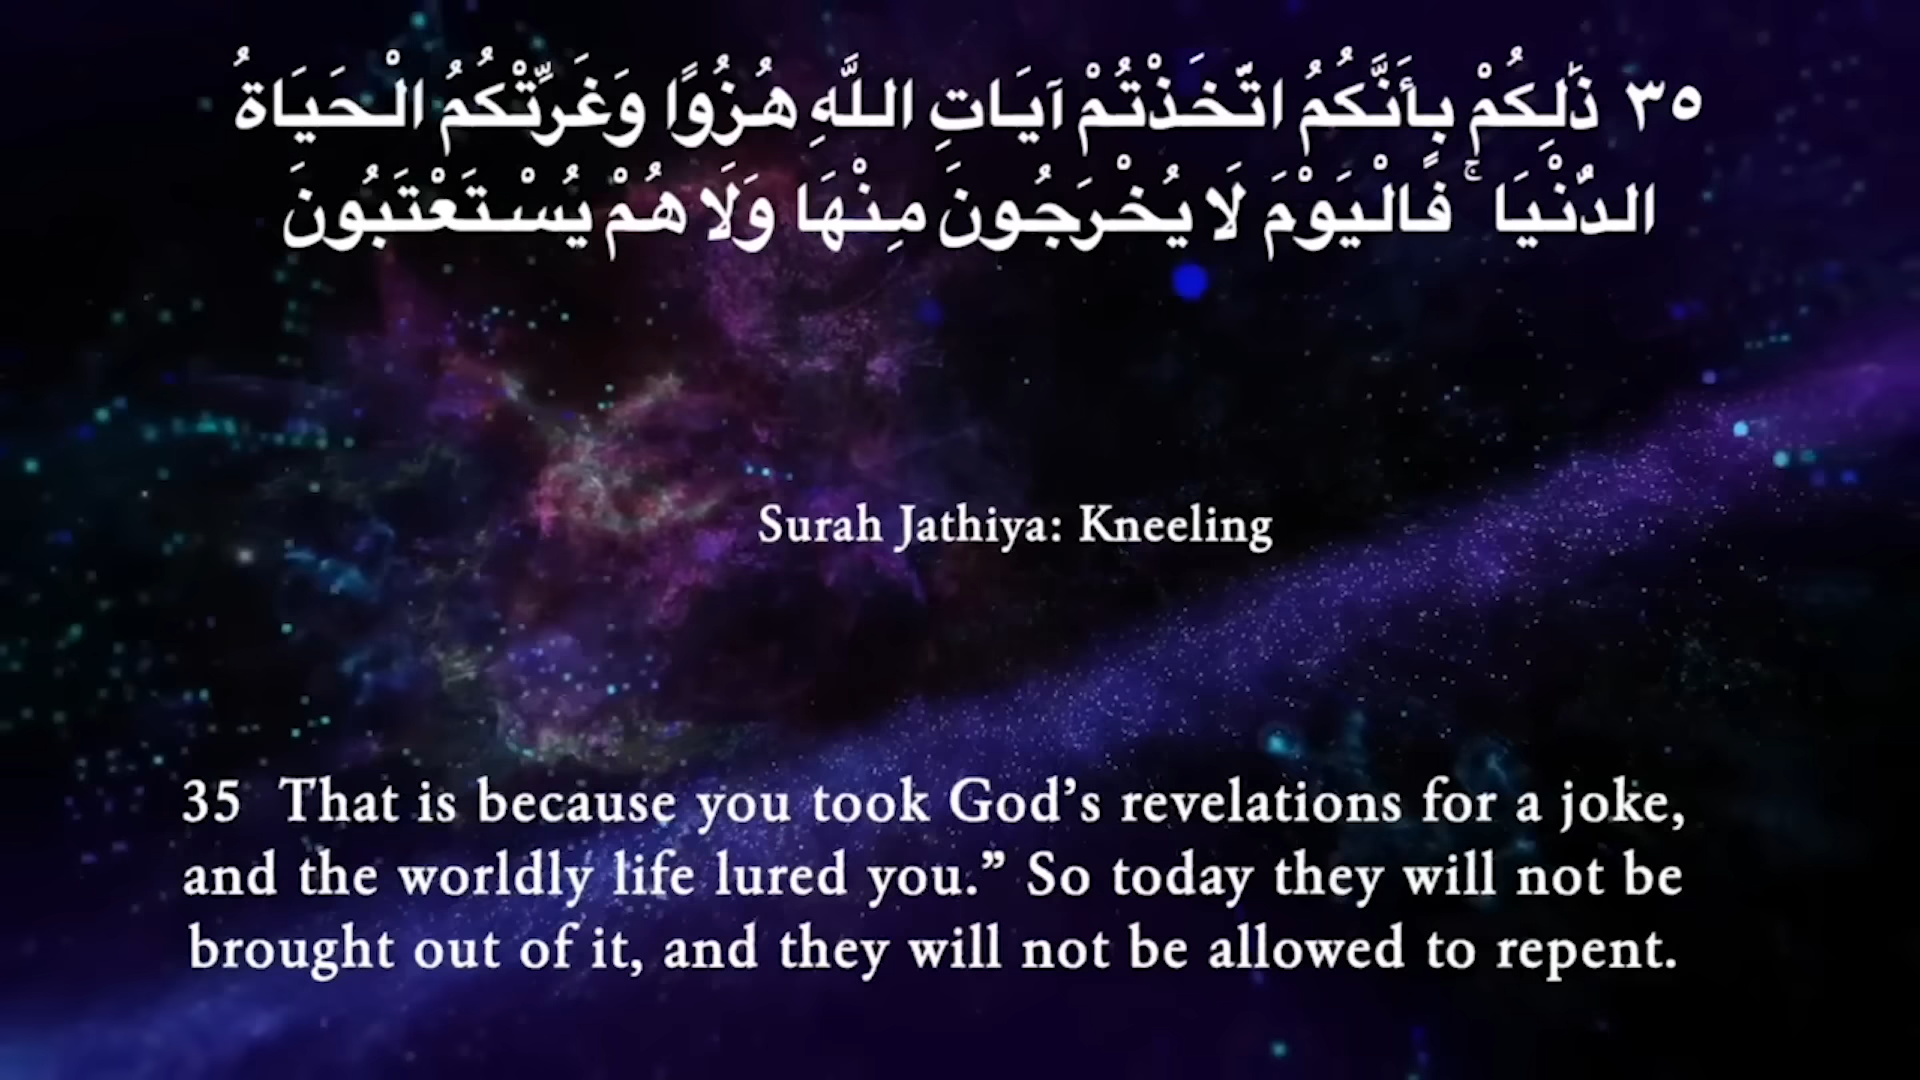 ٣٥ ذَٰلِكُمْ بِأَنَّكُمُ اتَّخَذْتُمْ آيَاتِ اللَّهِ هُزُوًا وَغَرَّتْكُمُ الْحَيَاةُ
الدُّنْيَا ۚ فَالْيَوْمَ لَا يُخْرَجُونَ مِنْهَا وَلَا هُمْ يُسْتَعْتَبُونَ
Surah Jathiya: Kneeling
35 That is because you took God’s revelations for a joke,
and the worldly life lured you.” So today they will not be
brought out of it, and they will not be allowed to repent.